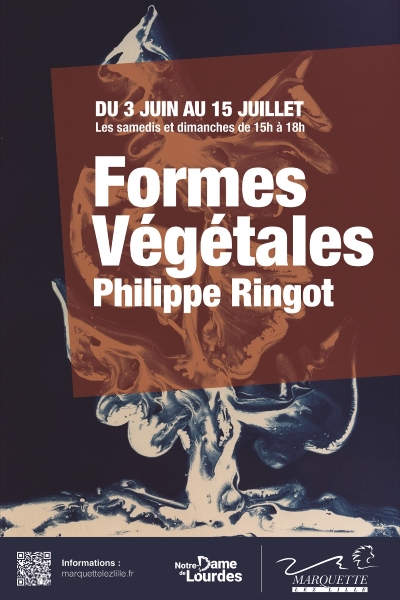 DU 3 JUIN AU 15 JUILLET
Les samedis et dimanches de 15h à 18h
Formes
Végétales
Philippe Ringot
Informations :
marquettelezlille.fr
Notre-Dame
de Lourdes
MARQUETTE
LEZ LILLE